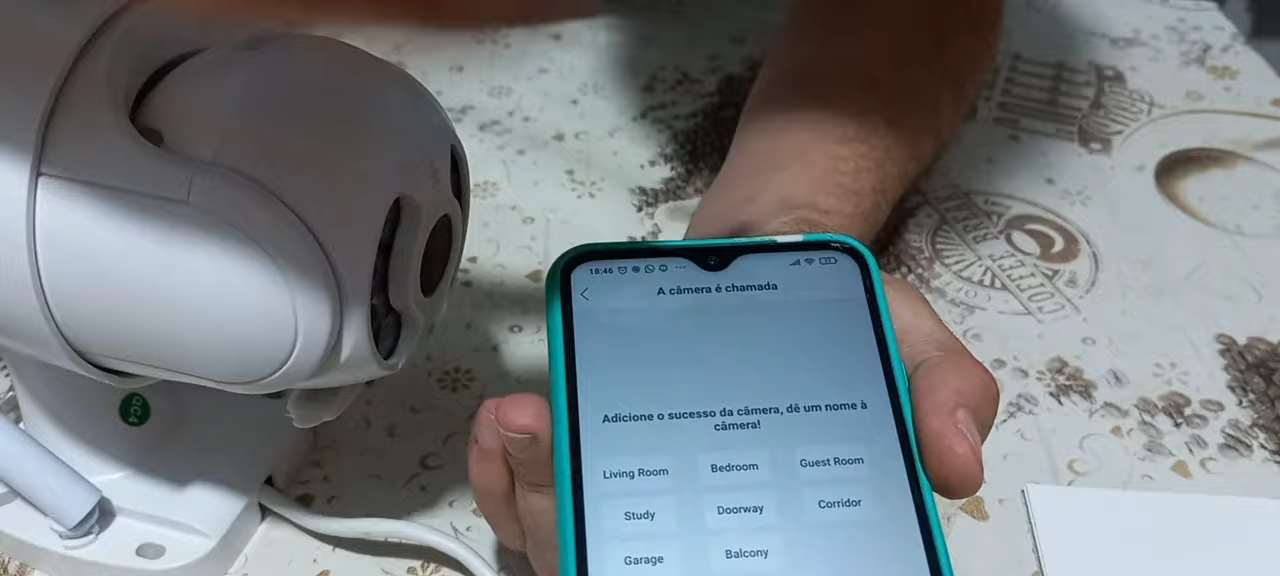 18:46
A câmera é chamada
Adicione o sucesso da câmera, dê um nome à
câmera!
Living Room Bedroom Guest Room
Study Doorway Corridor
Garage Balcony
QC4
COFFEE BREAK